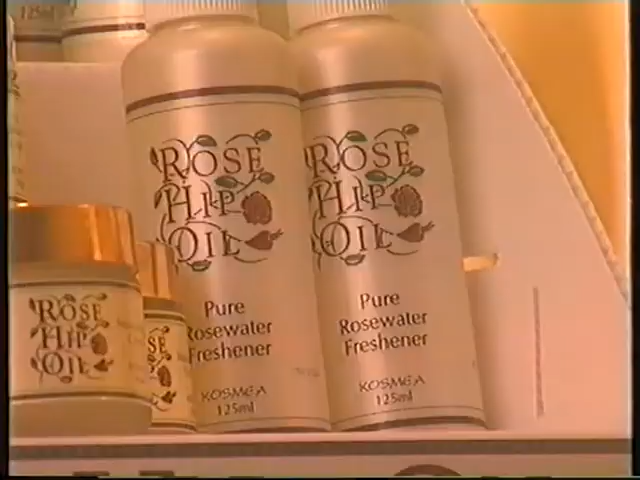 125ml
ROSE
HIP
OIL
Pure
Rosewater
Freshener
KOSMEA
125ml
ROSE
HIP
OIL
Pure
Rosewater
Freshener
KOSMEA
125ml
ROSE
HIP
OIL